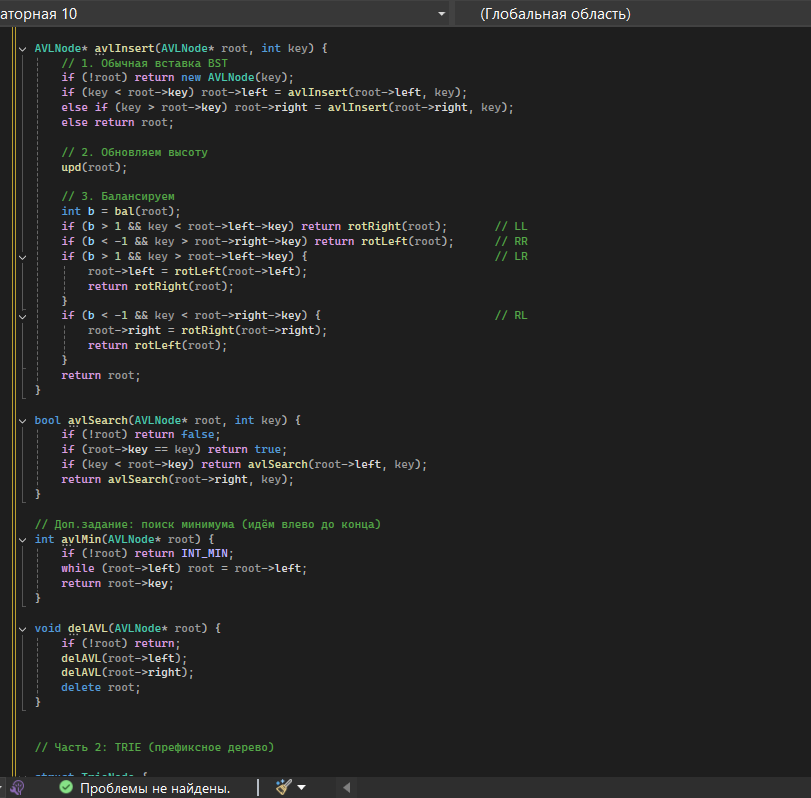 аторная 10 (Глобальная область)
AVLNode* avlInsert(AVLNode* root, int key) {
// 1. Обычная вставка BST
if (!root) return new AVLNode(key);
if (key < root->key) root->left = avlInsert(root->left, key);
else if (key > root->key) root->right = avlInsert(root->right, key);
else return root;
// 2. Обновляем высоту
upd(root);
// 3. Балансируем
int b = bal(root);
if (b > 1 && key < root->left->key) return rotRight(root); // LL
if (b < -1 && key > root->right->key) return rotLeft(root); // RR
if (b > 1 && key > root->left->key) { // LR
root->left = rotLeft(root->left);
return rotRight(root);
}
if (b < -1 && key < root->right->key) { // RL
root->right = rotRight(root->right);
return rotLeft(root);
}
return root;
}
bool avlSearch(AVLNode* root, int key) {
if (!root) return false;
if (root->key == key) return true;
if (key < root->key) return avlSearch(root->left, key);
return avlSearch(root->right, key);
}
// Доп.задание: поиск минимума (идём влево до конца)
int avlMin(AVLNode* root) {
if (!root) return INT_MIN;
while (root->left) root = root->left;
return root->key;
}
void delAVL(AVLNode* root) {
if (!root) return;
delAVL(root->left);
delAVL(root->right);
delete root;
}
// Часть 2: TRIE (префиксное дерево)
struct TrieNode {
Проблемы не найдены.